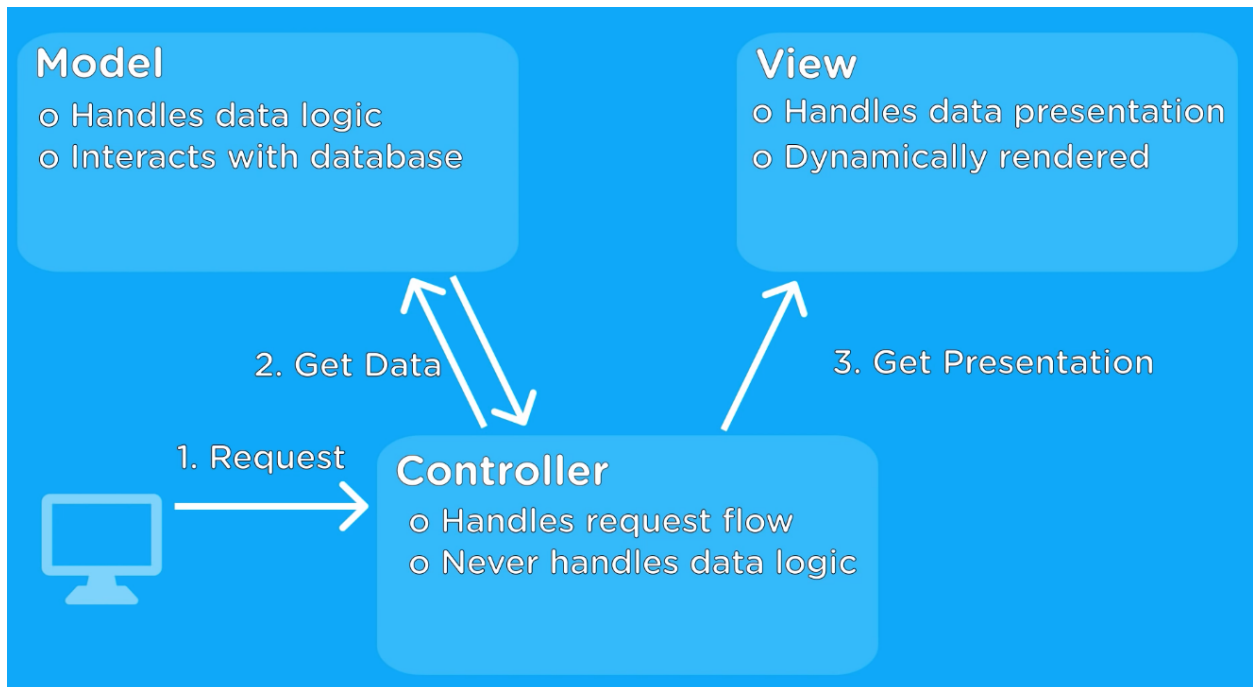 Model
o Handles data logic
o Interacts with database
View
o Handles data presentation
o Dynamically rendered
2. Get Data
3. Get Presentation
1. Request
Controller
o Handles request flow
o Never handles data logic